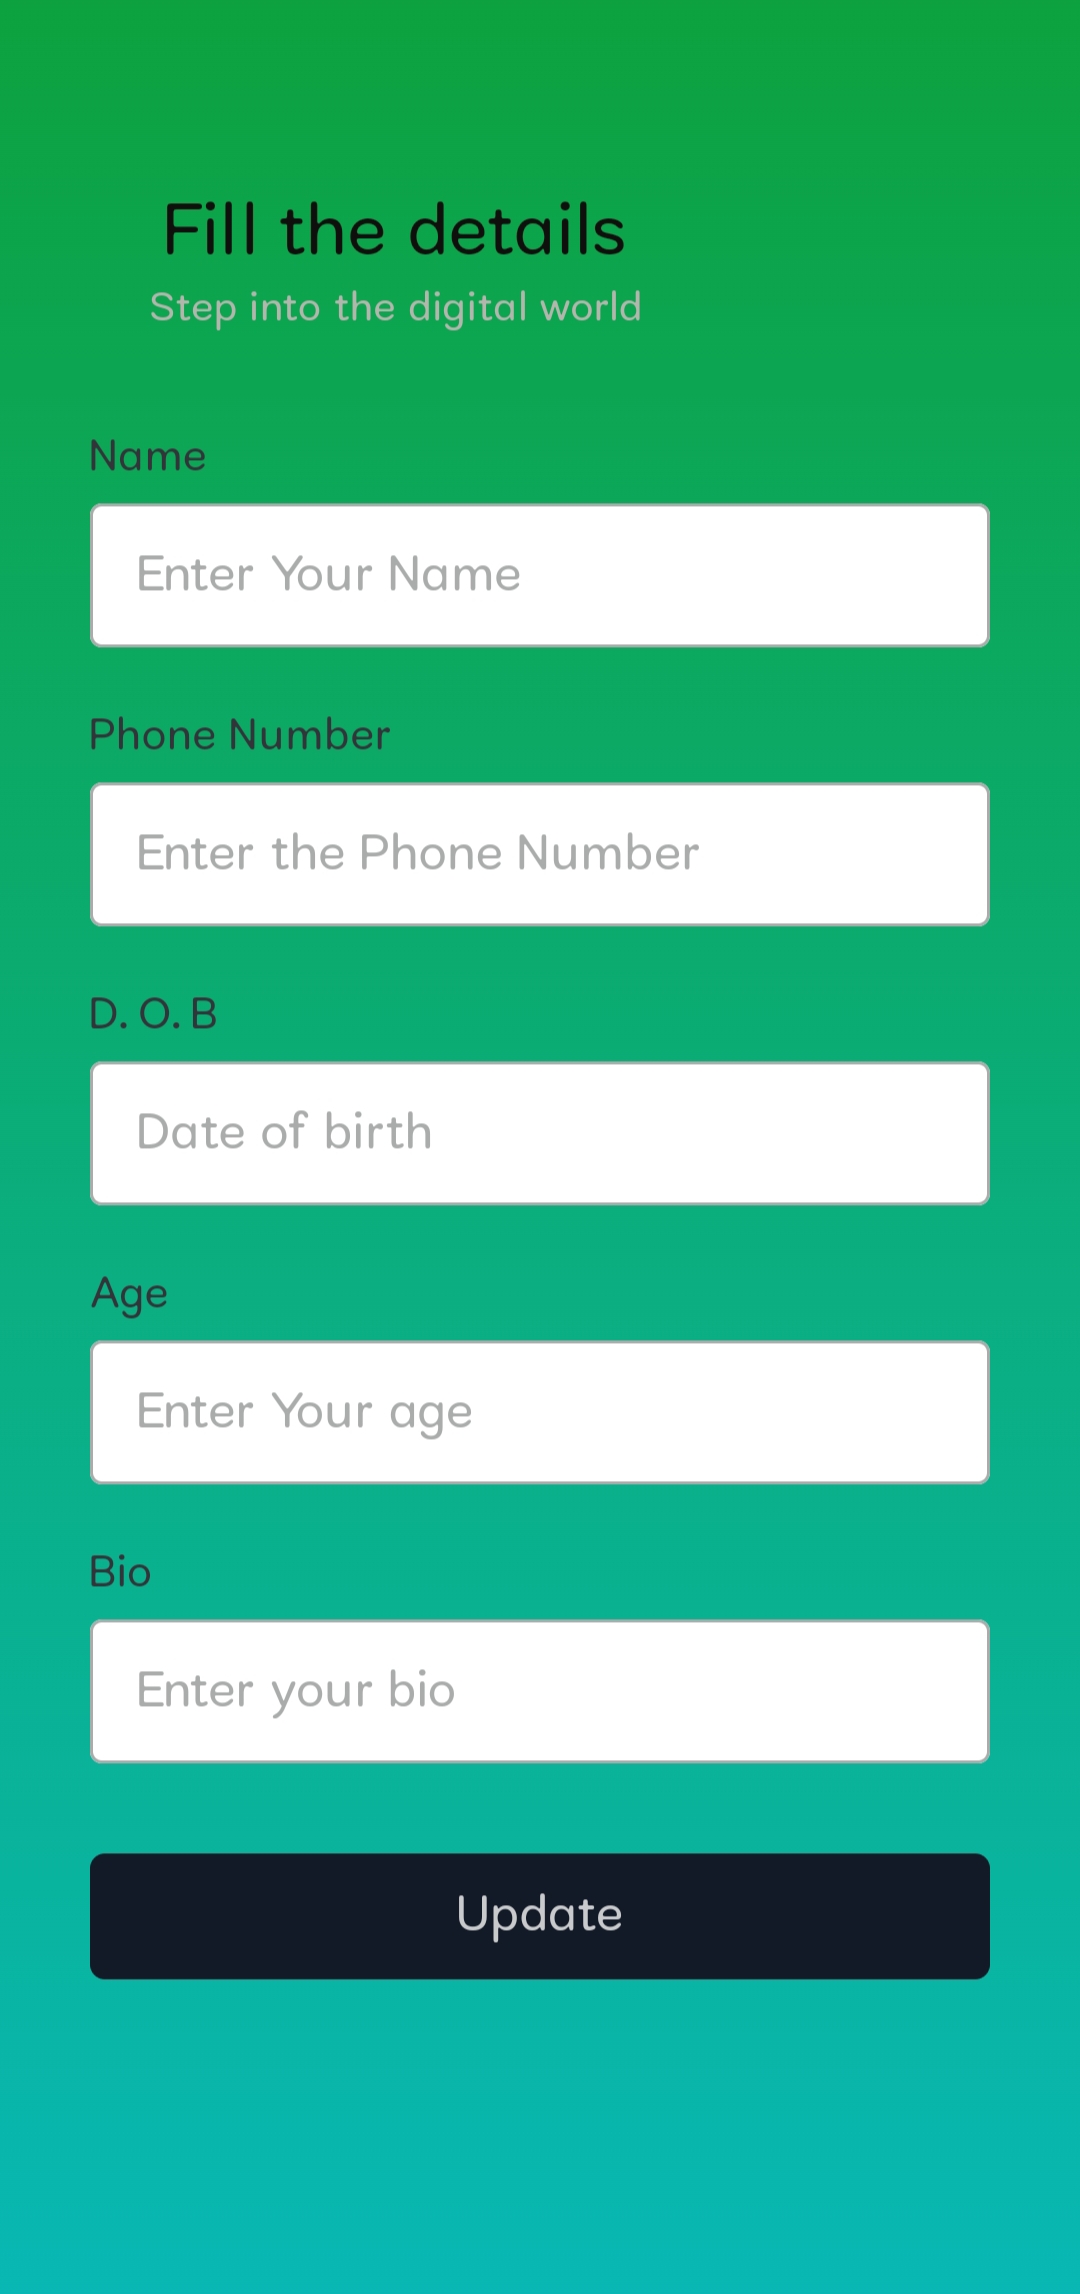 Fill the details
Step into the digital world
Name
Enter Your Name
Phone Number
Enter the Phone Number
D. O. B
Date of birth
Age
Enter Your age
Bio
Enter your bio
Update